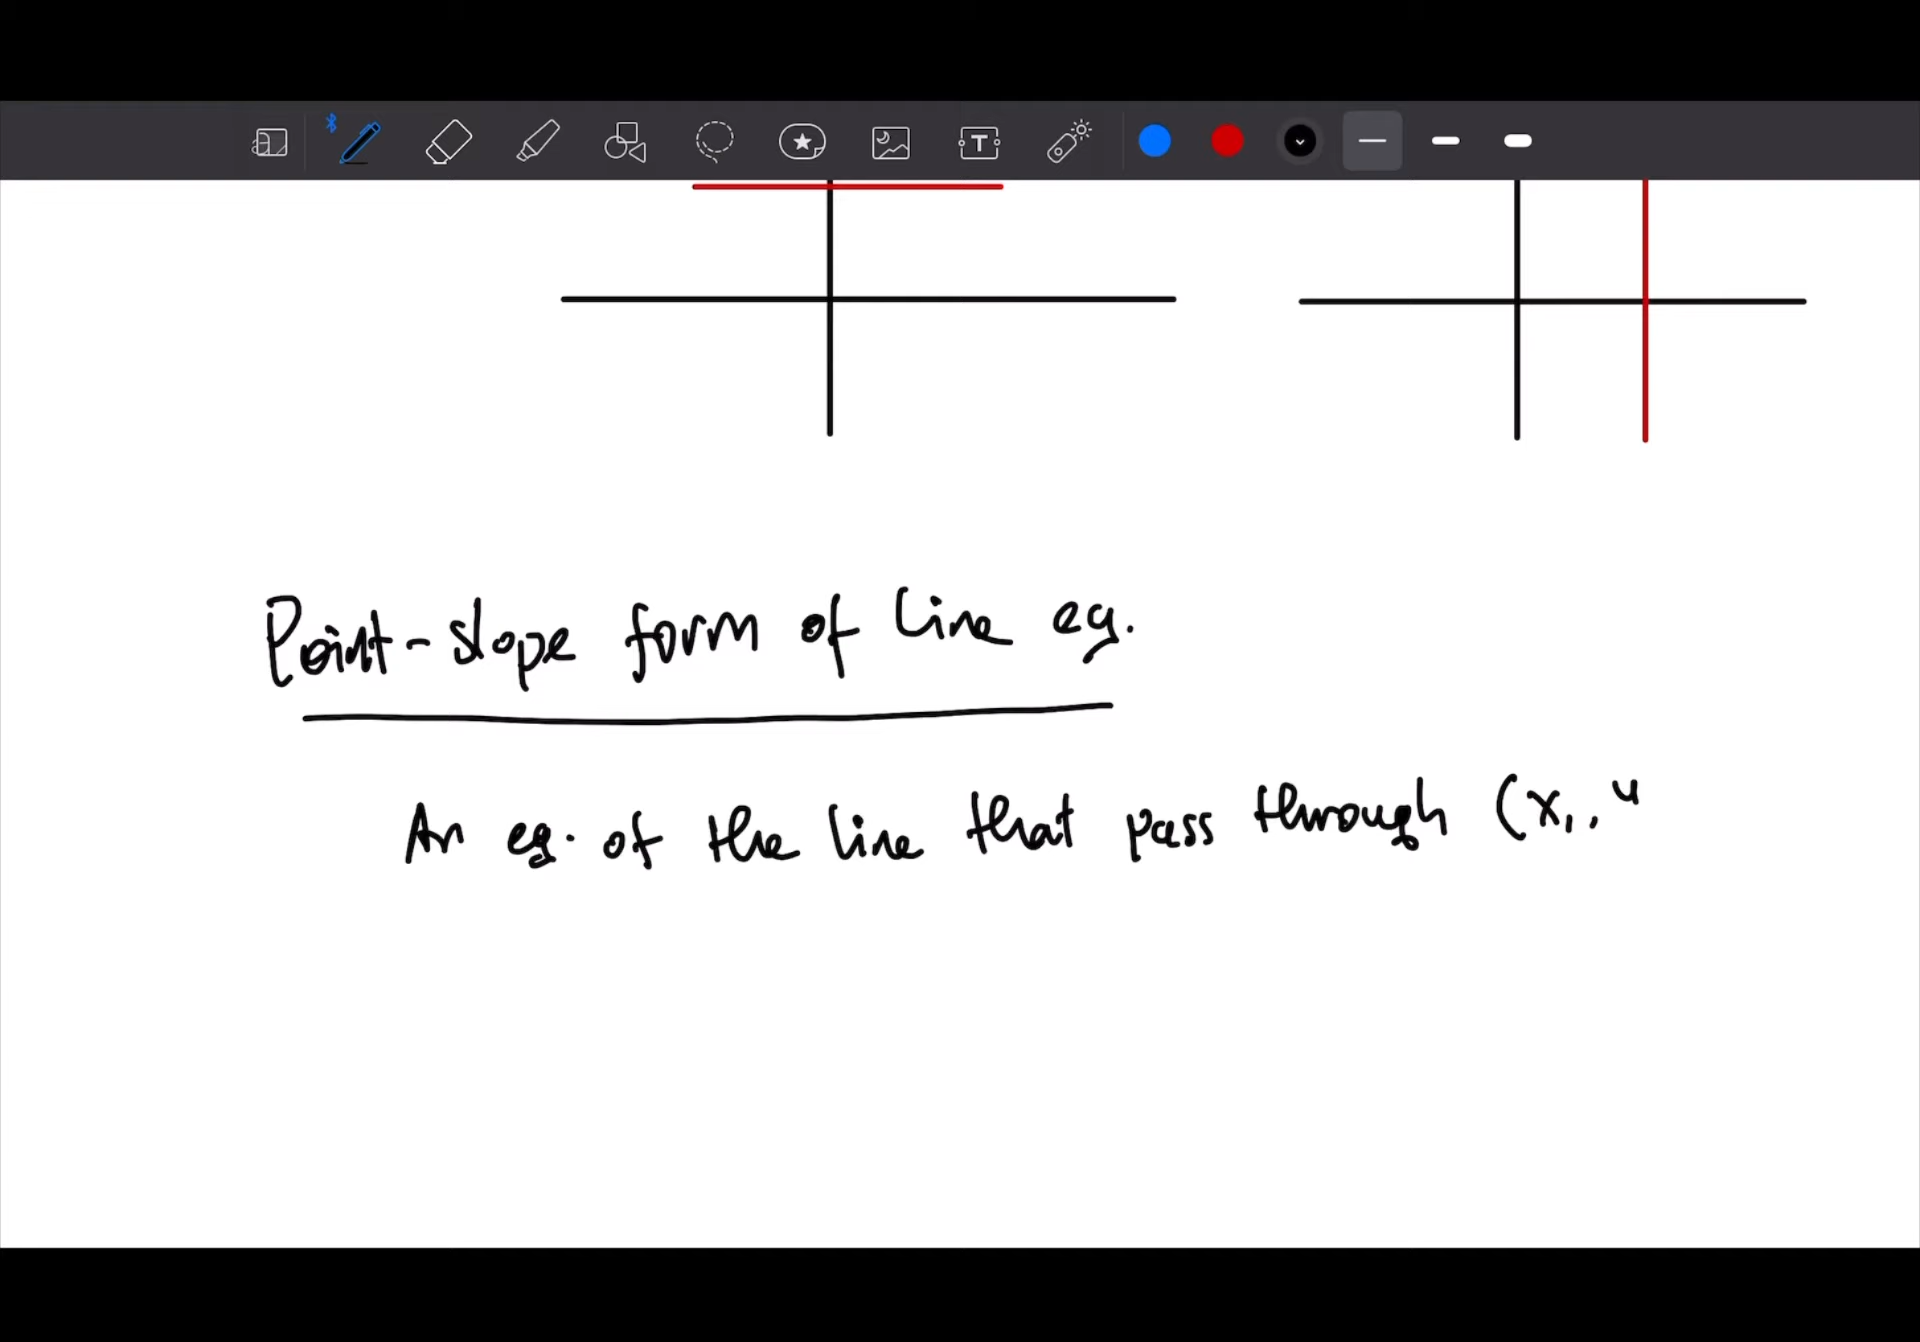 Point-slope form of line eq.
An eq. of the line that pass through (x₁,